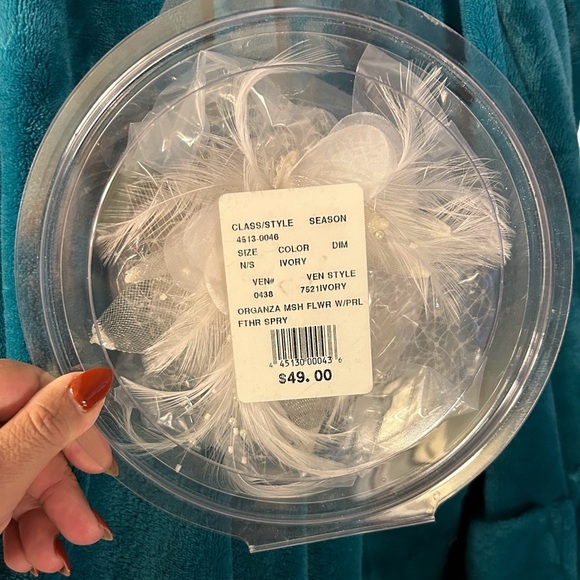 CLASS/STYLE SEASON
4613-0046
SIZE COLOR DIM
N/S IVORY
VEN# VEN STYLE
0438 7521IVORY
ORGANZA MSH FLWR W/PRL
FTHR SPRY
4 45130 00043 6
$49.00